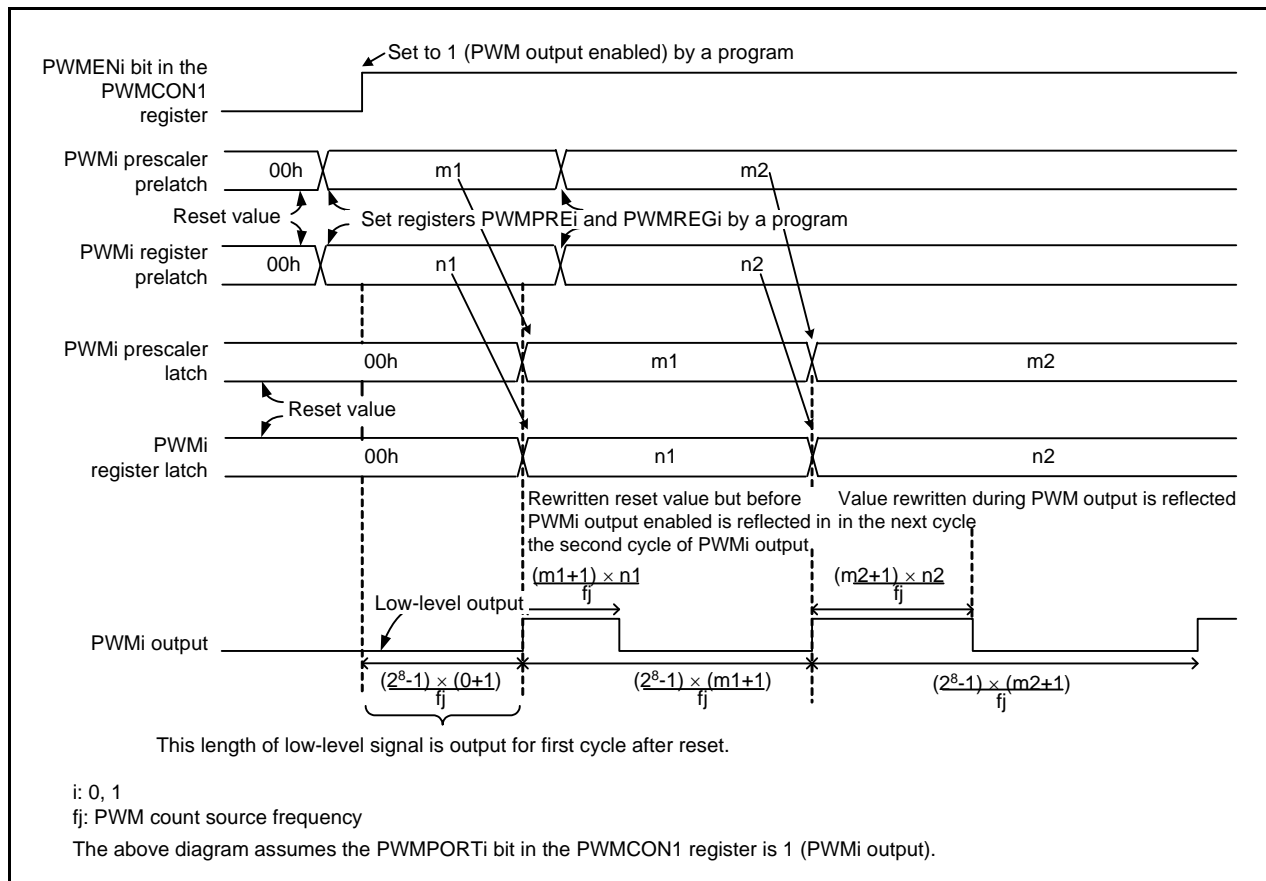 Set to 1 (PWM output enabled) by a program
PWMENi bit in the
PWMCON1
register
PWMi prescaler
prelatch
00h
m1
m2
Reset value
Set registers PWMPREi and PWMREGi by a program
PWMi register
prelatch
00h
n1
n2
PWMi prescaler
latch
00h
m1
m2
Reset value
PWMi
register latch
00h
n1
n2
Rewritten reset value but before
PWMi output enabled is reflected in
the second cycle of PWMi output
Value rewritten during PWM output is reflected
in the next cycle
(m1+1) × n1
fj
(m2+1) × n2
fj
Low-level output
PWMi output
(2⁸-1) × (0+1)
fj
(2⁸-1) × (m1+1)
fj
(2⁸-1) × (m2+1)
fj
This length of low-level signal is output for first cycle after reset.
i: 0, 1
fj: PWM count source frequency
The above diagram assumes the PWMPORTi bit in the PWMCON1 register is 1 (PWMi output).